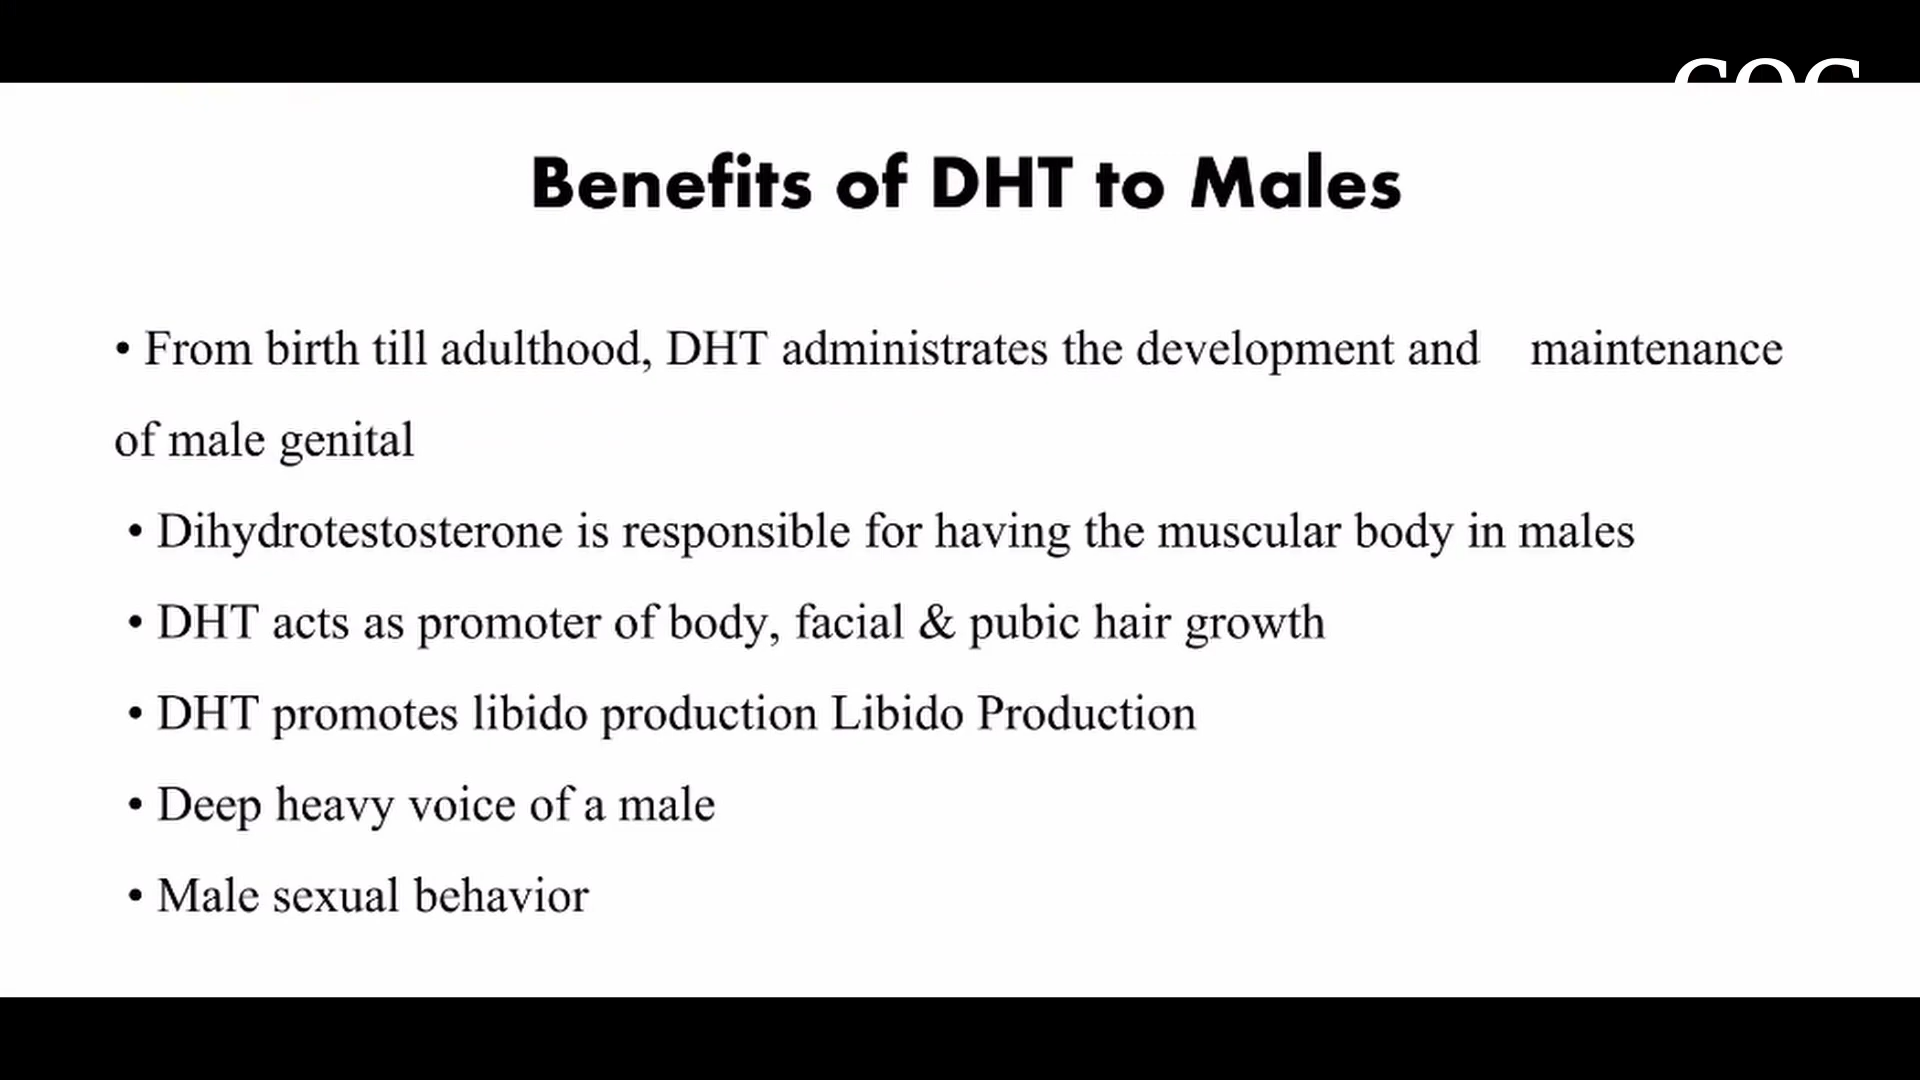 Benefits of DHT to Males
• From birth till adulthood, DHT administrates the development and maintenance
of male genital
• Dihydrotestosterone is responsible for having the muscular body in males
• DHT acts as promoter of body, facial & pubic hair growth
• DHT promotes libido production Libido Production
• Deep heavy voice of a male
• Male sexual behavior